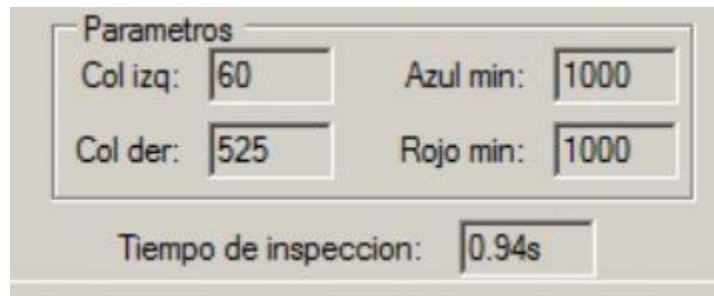 Parametros
Col izq: 60 Azul min: 1000
Col der: 525 Rojo min: 1000
Tiempo de inspeccion: 0.94s